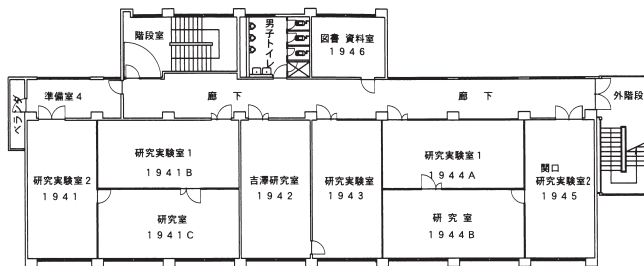 階段室
男子トイレ
図書 資料室
1946
ベランダ
準備室4
廊下
廊下
外階段
研究実験室2
1941
研究実験室1
1941B
研究室
1941C
吉澤研究室
1942
研究実験室
1943
研究実験室1
1944A
研究室
1944B
関口
研究実験室2
1945